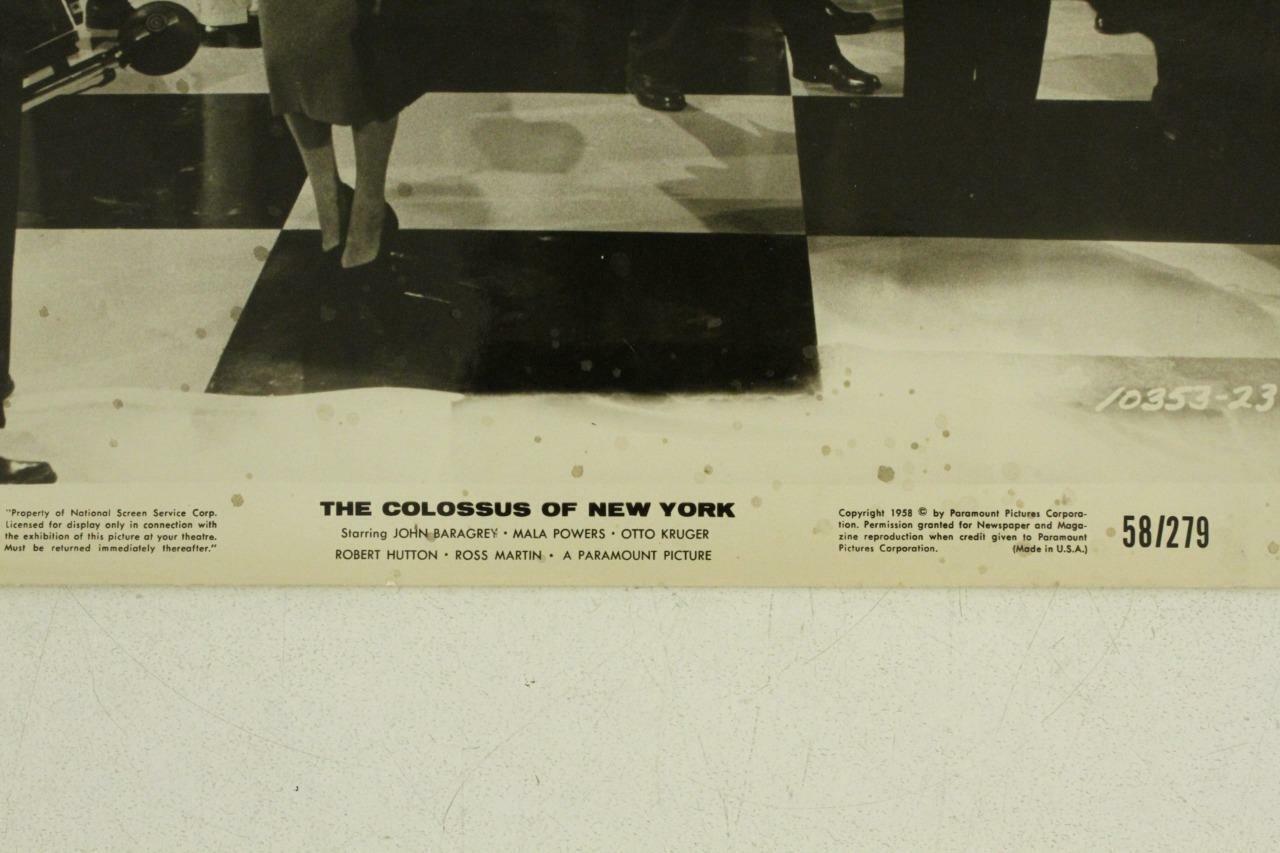 10353-23
"Property of National Screen Service Corp.
Licensed for display only in connection with
the exhibition of this picture at your theatre.
Must be returned immediately thereafter."
THE COLOSSUS OF NEW YORK
Starring JOHN BARAGREY • MALA POWERS • OTTO KRUGER
ROBERT HUTTON • ROSS MARTIN • A PARAMOUNT PICTURE
Copyright 1958 © by Paramount Pictures Corpora-
tion. Permission granted for Newspaper and Maga-
zine reproduction when credit given to Paramount
Pictures Corporation. (Made in U.S.A.)
58/279